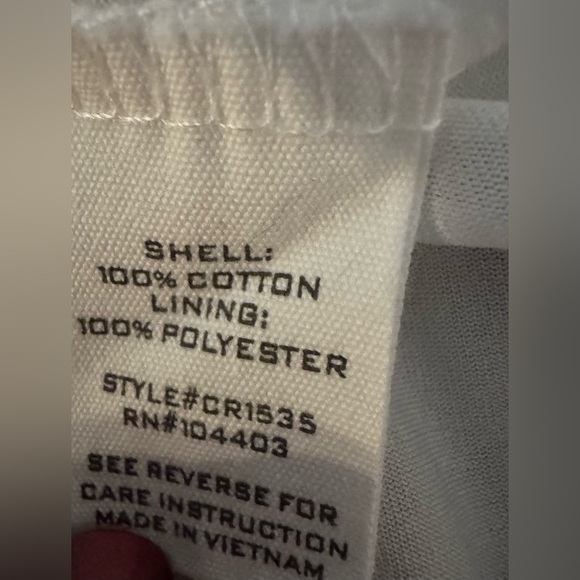 SHELL:
100% COTTON
LINING:
100% POLYESTER
STYLE#CR1535
RN#104403
SEE REVERSE FOR
CARE INSTRUCTION
MADE IN VIETNAM